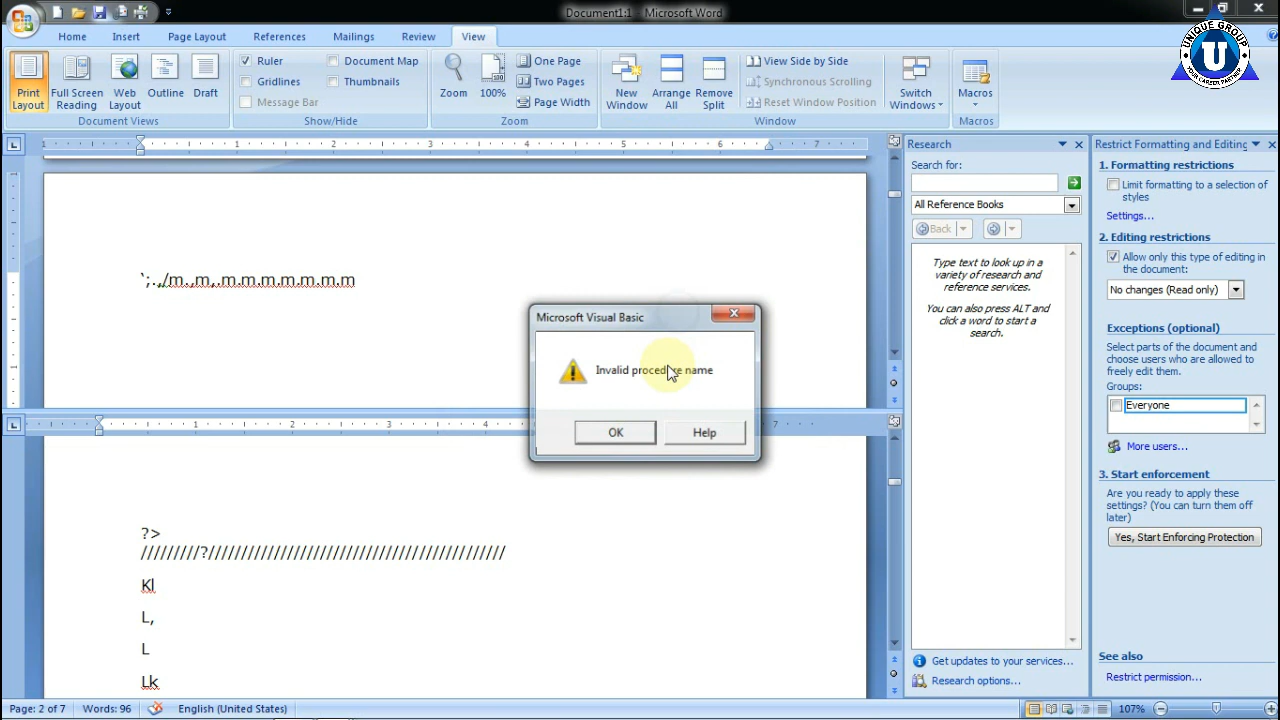 Document1:1 - Microsoft Word
Home Insert Page Layout References Mailings Review View
Print Layout
Full Screen Reading
Web Layout
Outline
Draft
Document Views
Ruler
Gridlines
Message Bar
Document Map
Thumbnails
Show/Hide
Zoom
100%
One Page
Two Pages
Page Width
Zoom
New Window
Arrange All
Remove Split
View Side by Side
Synchronous Scrolling
Reset Window Position
Window
Switch Windows
Macros
Macros
UNIQUE GROUP
U
`;.,,/m.,m,.m.m.m.m.m.m.m
Microsoft Visual Basic
Invalid procedure name
OK Help
?>
/////////?////////////////////////////////////////
Kl
L,
L
Lk
Research
Search for:
All Reference Books
Back
Type text to look up in a
variety of research and
reference services.
You can also press ALT and
click a word to start a
search.
Get updates to your services...
Research options...
Restrict Formatting and Editing
1. Formatting restrictions
Limit formatting to a selection of
styles
Settings...
2. Editing restrictions
Allow only this type of editing in
the document:
No changes (Read only)
Exceptions (optional)
Select parts of the document and
choose users who are allowed to
freely edit them.
Groups:
Everyone
More users...
3. Start enforcement
Are you ready to apply these
settings? (You can turn them off
later)
Yes, Start Enforcing Protection
See also
Restrict permission...
Page: 2 of 7 Words: 96 English (United States) 107%